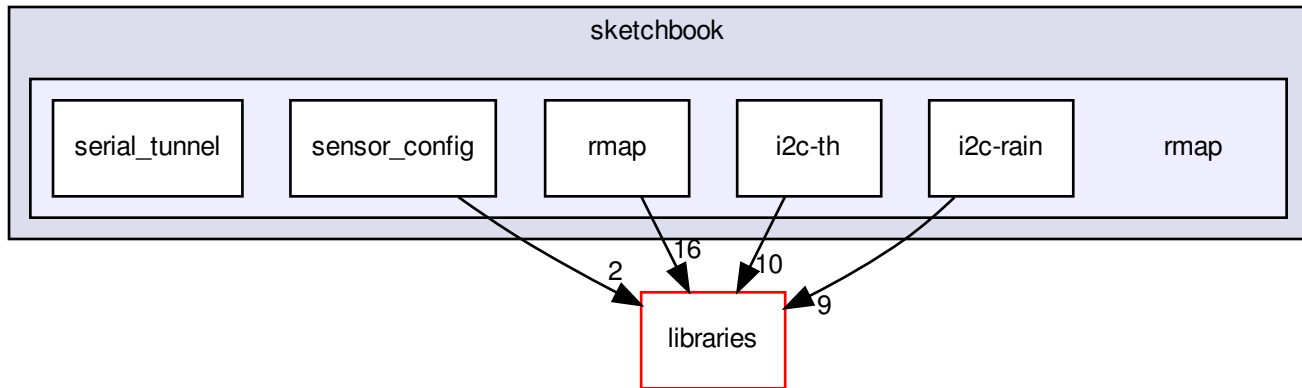 sketchbook
serial_tunnel
sensor_config
rmap
i2c-th
i2c-rain
rmap
2
16
10
9
libraries